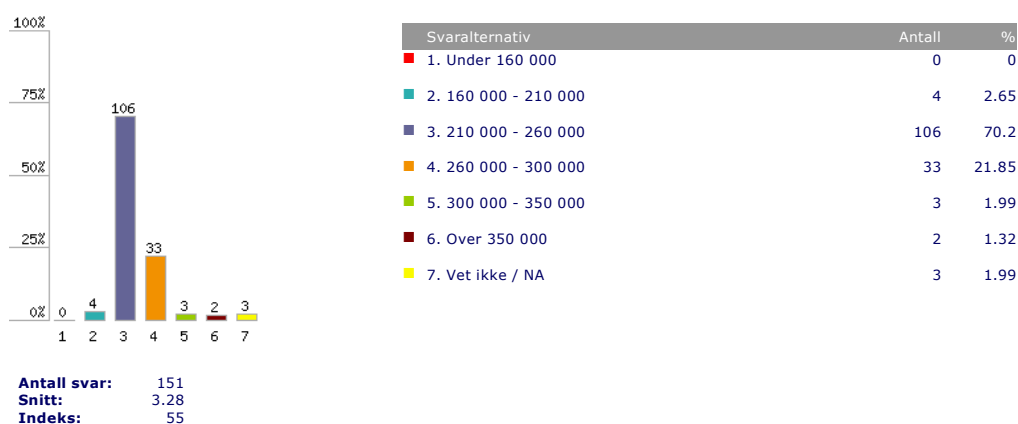 100%
75%
50%
25%
0%
0
4
106
33
3
2
3
1 2 3 4 5 6 7
Antall svar: 151
Snitt: 3.28
Indeks: 55
Svaralternativ Antall %
1. Under 160 000 0 0
2. 160 000 - 210 000 4 2.65
3. 210 000 - 260 000 106 70.2
4. 260 000 - 300 000 33 21.85
5. 300 000 - 350 000 3 1.99
6. Over 350 000 2 1.32
7. Vet ikke / NA 3 1.99